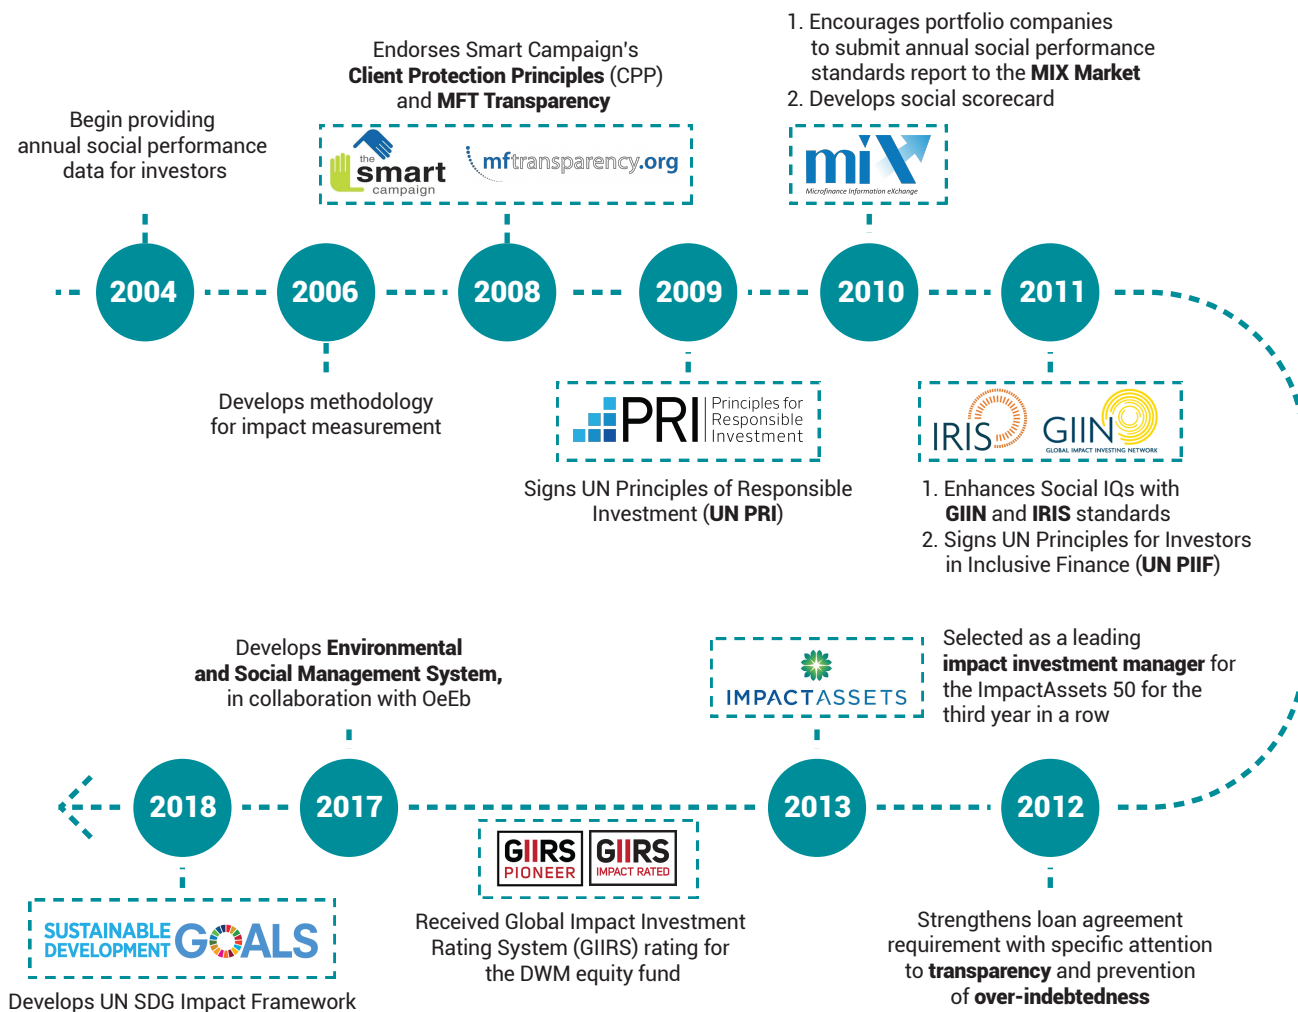 Begin providing
annual social performance
data for investors
Endorses Smart Campaign's
Client Protection Principles (CPP)
and MFT Transparency
the
smart
campaign
mftransparency.org
1. Encourages portfolio companies
to submit annual social performance
standards report to the MIX Market
2. Develops social scorecard
miX
Microfinance Information eXchange
2004
2006
2008
2009
2010
2011
Develops methodology
for impact measurement
PRI
Principles for
Responsible
Investment
Signs UN Principles of Responsible
Investment (UN PRI)
IRIS
GIIN
GLOBAL IMPACT INVESTING NETWORK
1. Enhances Social IQs with
GIIN and IRIS standards
2. Signs UN Principles for Investors
in Inclusive Finance (UN PIIF)
Develops Environmental
and Social Management System,
in collaboration with OeEb
IMPACTASSETS
Selected as a leading
impact investment manager for
the ImpactAssets 50 for the
third year in a row
2018
2017
2013
2012
SUSTAINABLE
DEVELOPMENT
GOALS
Develops UN SDG Impact Framework
GIIRS
PIONEER
GIIRS
IMPACT RATED
Received Global Impact Investment
Rating System (GIIRS) rating for
the DWM equity fund
Strengthens loan agreement
requirement with specific attention
to transparency and prevention
of over-indebtedness